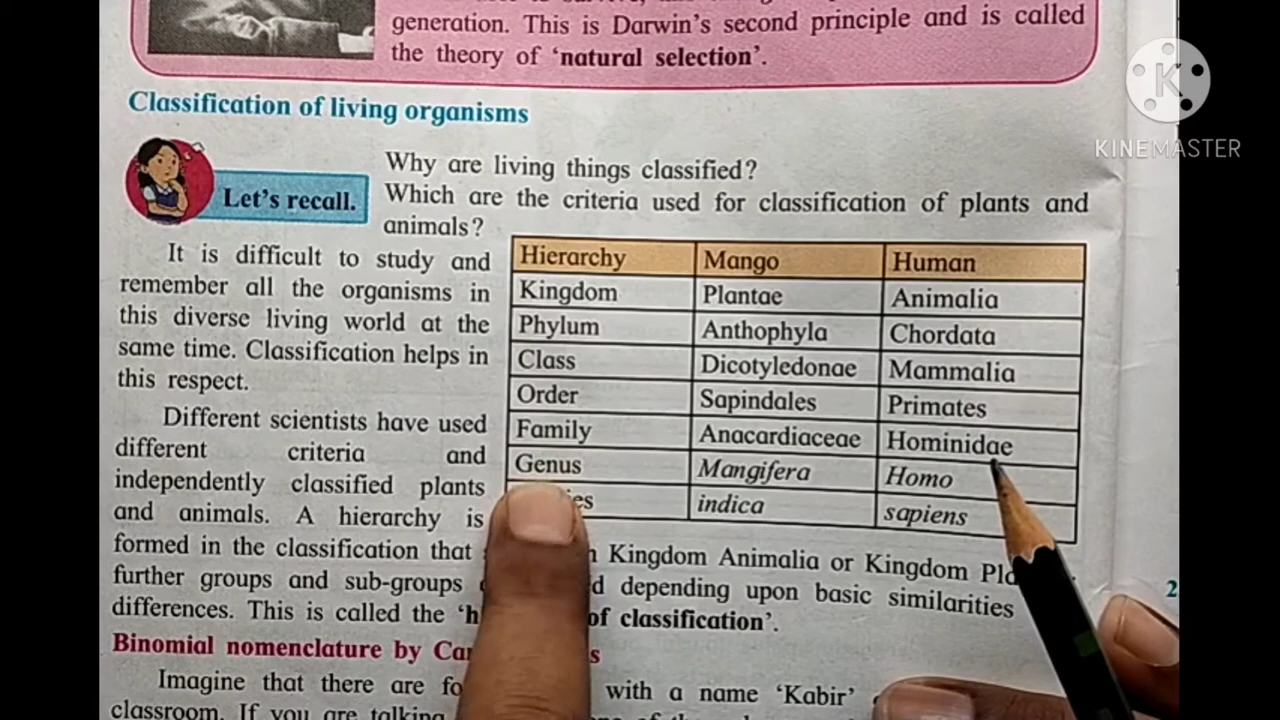 generation. This is Darwin's second principle and is called
the theory of 'natural selection'.
KINEMASTER
Classification of living organisms
Let's recall.
Why are living things classified?
Which are the criteria used for classification of plants and
animals?
It is difficult to study and
remember all the organisms in
this diverse living world at the
same time. Classification helps in
this respect.
Different scientists have used
different criteria and
independently classified plants
and animals. A hierarchy is
Hierarchy Mango Human
Kingdom Plantae Animalia
Phylum Anthophyla Chordata
Class Dicotyledonae Mammalia
Order Sapindales Primates
Family Anacardiaceae Hominidae
Genus Mangifera Homo
indica sapiens
formed in the classification that Kingdom Animalia or Kingdom
further groups and sub-groups depending upon basic similarities
differences. This is called the of classification'.
Binomial nomenclature by
Imagine that there are with a name 'Kabir'
classroom. If you are talking